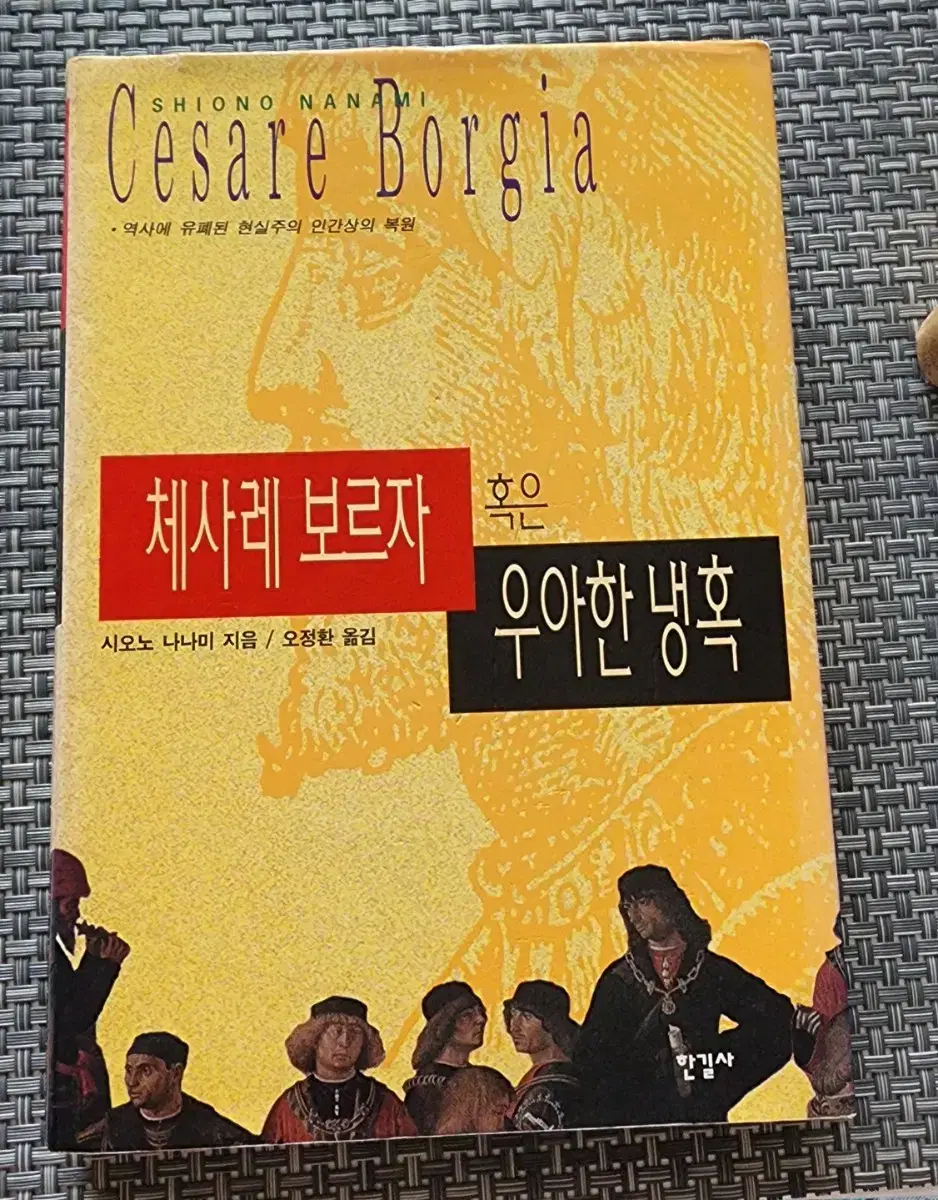 SHIONO NANAMI
Cesare Borgia
• 역사에 유폐된 현실주의 인간상의 복원
체사레 보르자 혹은
우아한 냉혹
시오노 나나미 지음 / 오정환 옮김
한길사